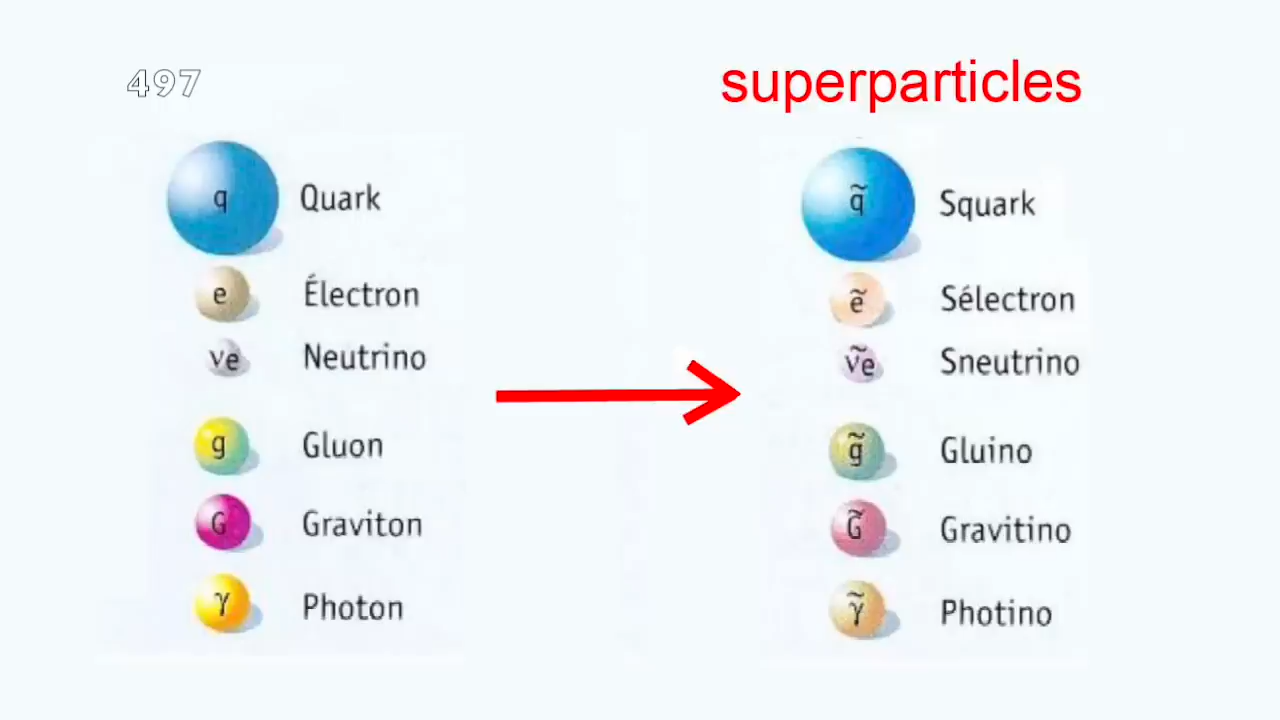 497
superparticles
q Quark
e Électron
νe Neutrino
g Gluon
G Graviton
γ Photon
q̃ Squark
ẽ Sélectron
ν̃e Sneutrino
g̃ Gluino
G̃ Gravitino
γ̃ Photino